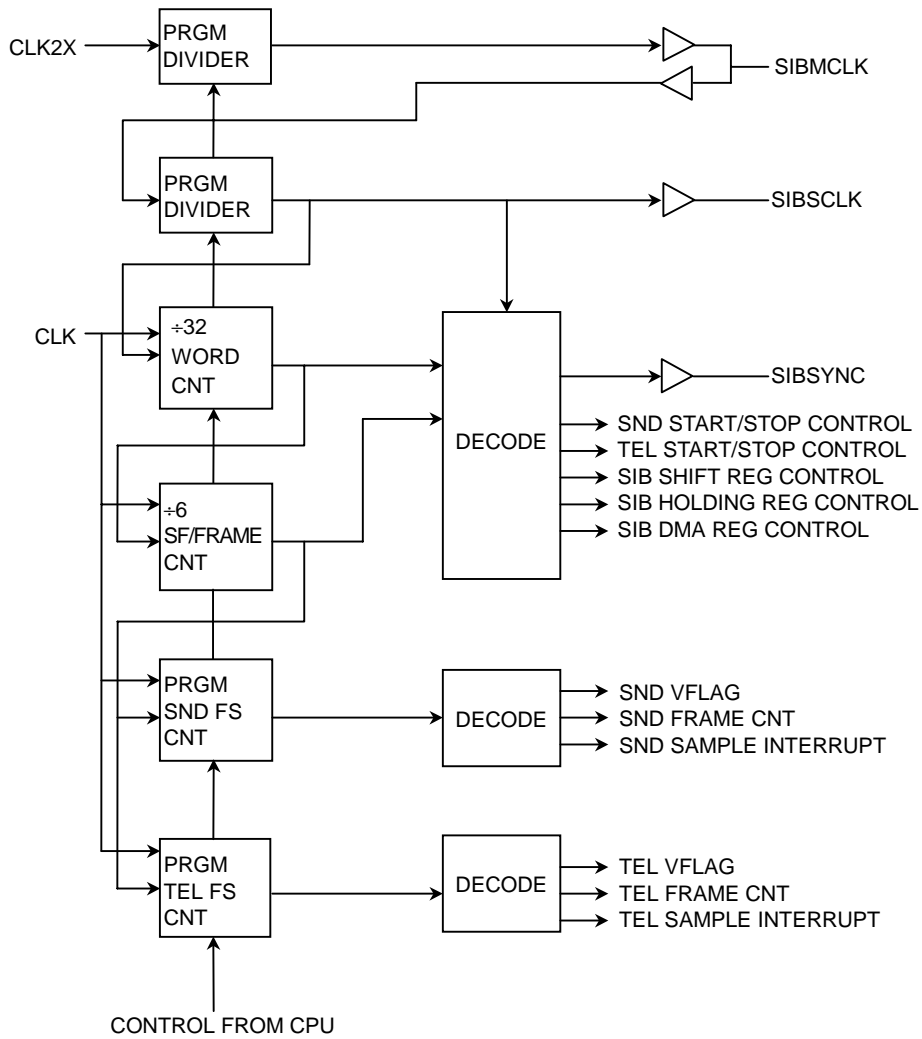 PRGM
DIVIDER
CLK2X
SIBMCLK
PRGM
DIVIDER
SIBSCLK
CLK
÷32
WORD
CNT
SIBSYNC
DECODE
SND START/STOP CONTROL
TEL START/STOP CONTROL
SIB SHIFT REG CONTROL
SIB HOLDING REG CONTROL
SIB DMA REG CONTROL
÷6
SF/FRAME
CNT
PRGM
SND FS
CNT
DECODE
SND VFLAG
SND FRAME CNT
SND SAMPLE INTERRUPT
PRGM
TEL FS
CNT
DECODE
TEL VFLAG
TEL FRAME CNT
TEL SAMPLE INTERRUPT
CONTROL FROM CPU